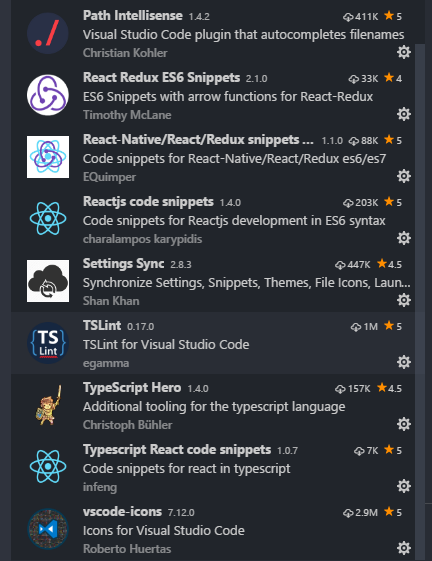 Path Intellisense 1.4.2 411K 5
Visual Studio Code plugin that autocompletes filenames
Christian Kohler
React Redux ES6 Snippets 2.1.0 33K 4
ES6 Snippets with arrow functions for React-Redux
Timothy McLane
React-Native/React/Redux snippets ... 1.1.0 88K 5
Code snippets for React-Native/React/Redux es6/es7
EQuimper
Reactjs code snippets 1.4.0 203K 5
Code snippets for Reactjs development in ES6 syntax
charalampos karypidis
Settings Sync 2.8.3 447K 4.5
Synchronize Settings, Snippets, Themes, File Icons, Laun...
Shan Khan
TS Lint
TSLint 0.17.0 1M 5
TSLint for Visual Studio Code
egamma
TypeScript Hero 1.4.0 157K 4.5
Additional tooling for the typescript language
Christoph Bühler
Typescript React code snippets 1.0.7 7K 5
Code snippets for react in typescript
infeng
vscode-icons 7.12.0 2.9M 5
Icons for Visual Studio Code
Roberto Huertas